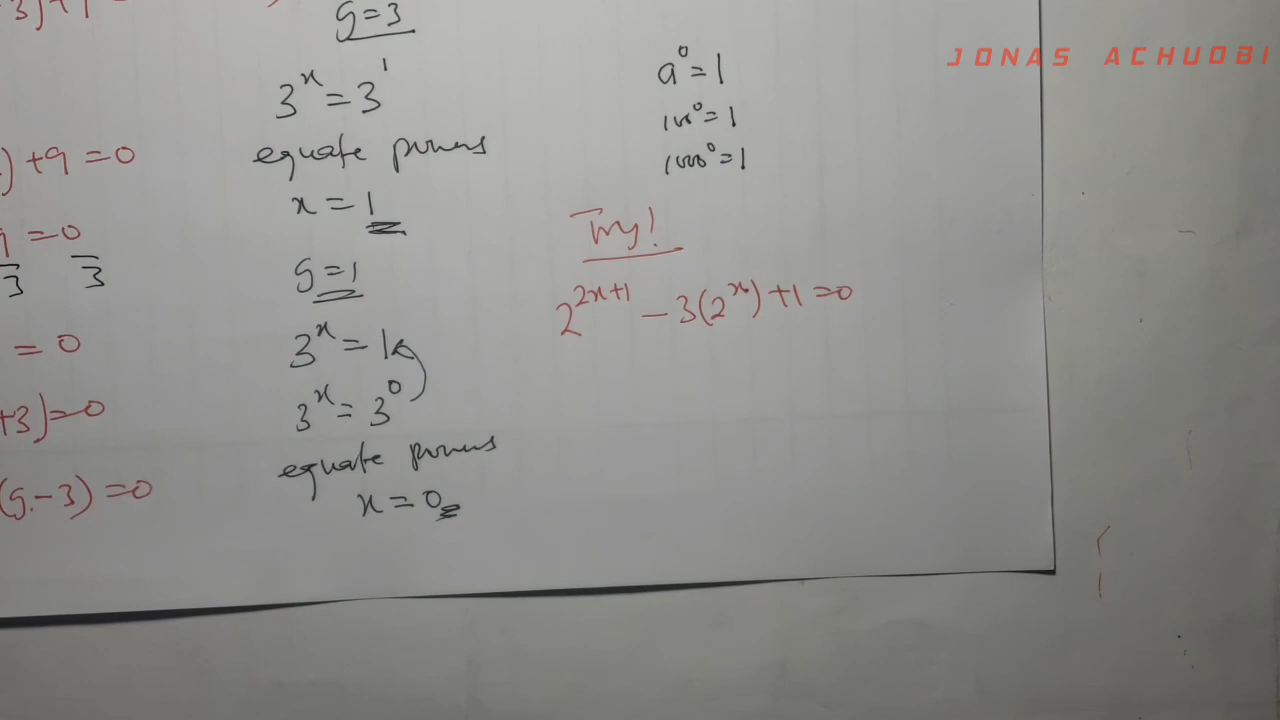 JONAS ACHUOBI
+9 = 0
= 0
3 3
= 0
+3) = 0
(y - 3) = 0
y = 3
3^x = 3^1
equate powers
x = 1
y = 1
3^x = 1
3^x = 3^0
equate powers
x = 0
a^0 = 1
100^0 = 1
1000^0 = 1
Try!
2^{2x+1} - 3(2^x) + 1 = 0